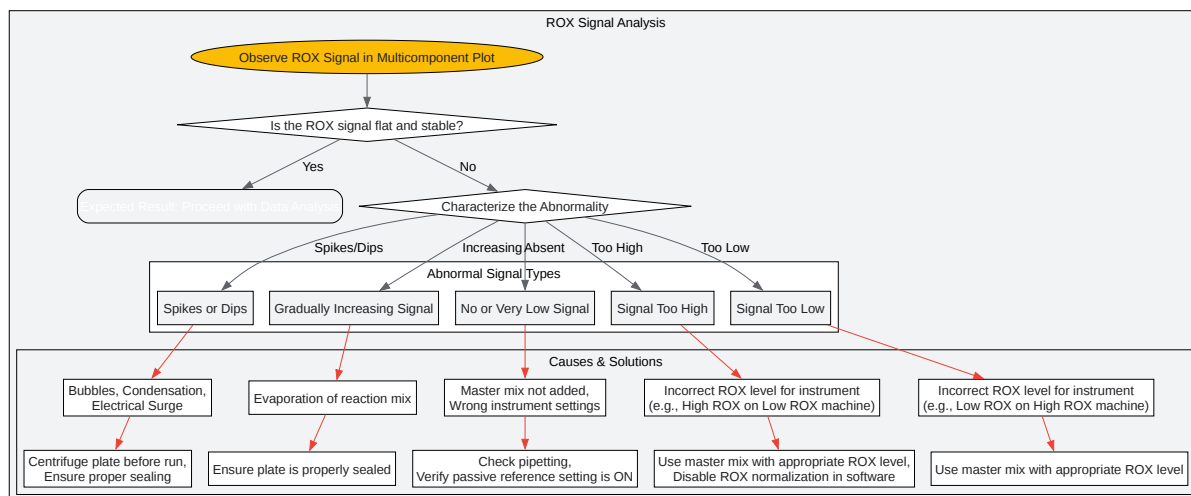 ROX Signal Analysis
Observe ROX Signal in Multicomponent Plot
Is the ROX signal flat and stable?
Yes
No
Expected Result: Proceed with Data Analysis
Characterize the Abnormality
Spikes/Dips
Increasing
Absent
Too High
Too Low
Abnormal Signal Types
Spikes or Dips
Gradually Increasing Signal
No or Very Low Signal
Signal Too High
Signal Too Low
Causes & Solutions
Bubbles, Condensation,
Electrical Surge
Evaporation of reaction mix
Master mix not added,
Wrong instrument settings
Incorrect ROX level for instrument
(e.g., High ROX on Low ROX machine)
Incorrect ROX level for instrument
(e.g., Low ROX on High ROX machine)
Centrifuge plate before run,
Ensure proper sealing
Ensure plate is properly sealed
Check pipetting,
Verify passive reference setting is ON
Use master mix with appropriate ROX level,
Disable ROX normalization in software
Use master mix with appropriate ROX level